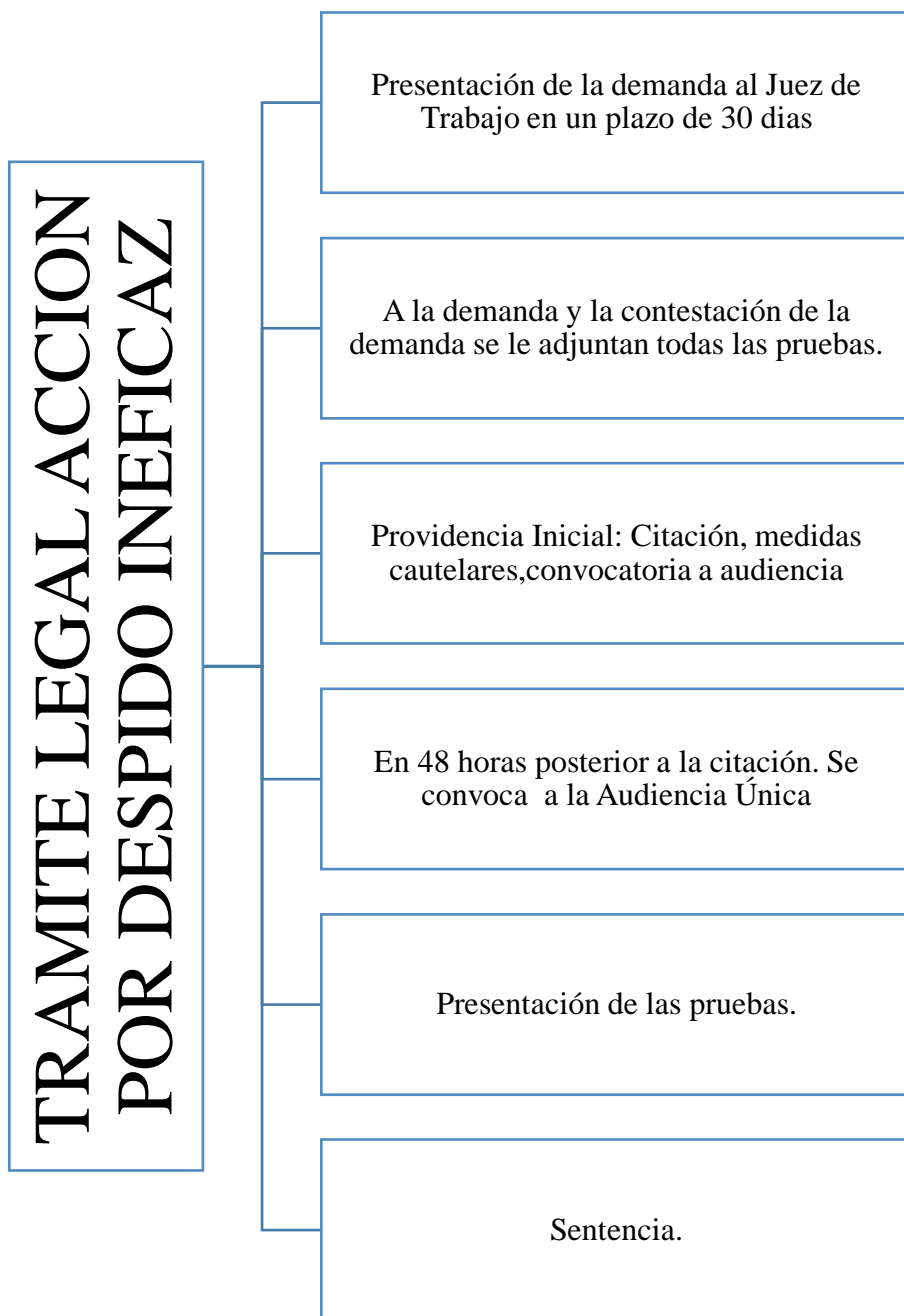 TRAMITE LEGAL ACCION
POR DESPIDO INEFICAZ
Presentación de la demanda al Juez de
Trabajo en un plazo de 30 dias
A la demanda y la contestación de la
demanda se le adjuntan todas las pruebas.
Providencia Inicial: Citación, medidas
cautelares,convocatoria a audiencia
En 48 horas posterior a la citación. Se
convoca a la Audiencia Única
Presentación de las pruebas.
Sentencia.